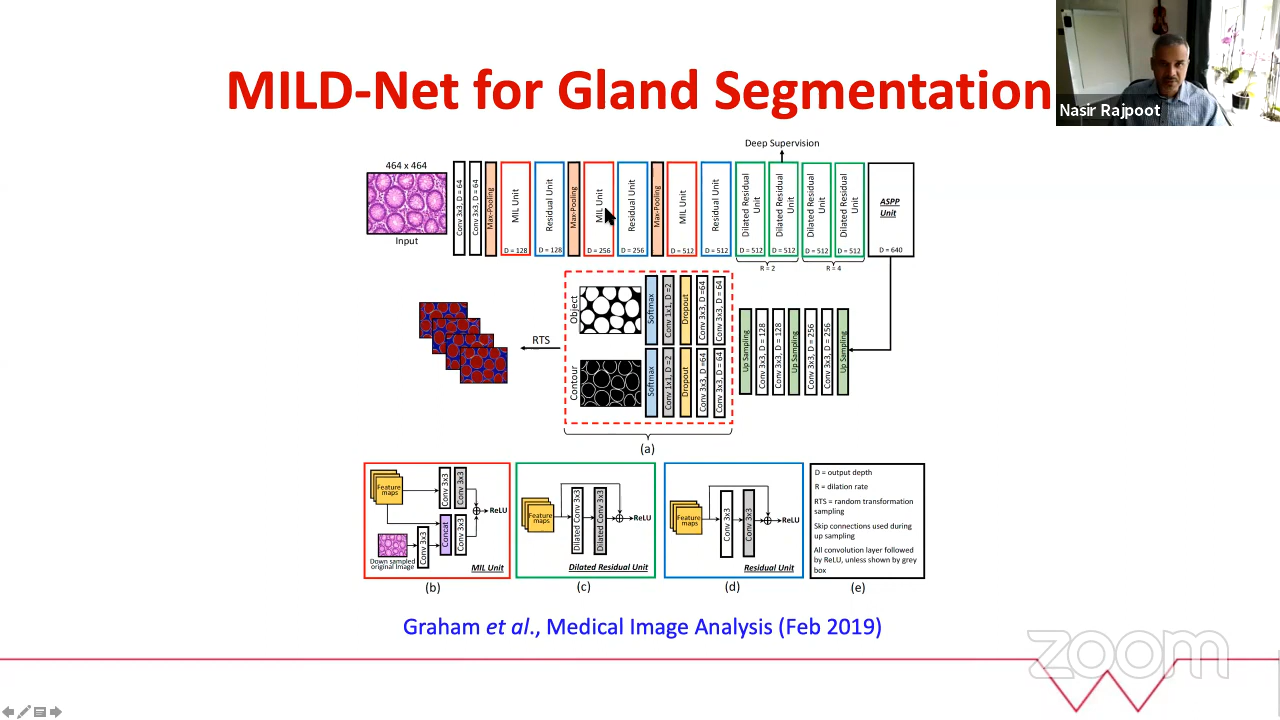 MILD-Net for Gland Segmentation
Nasir Rajpoot
Deep Supervision
464 x 464
Input
Conv 3x3, D = 64
Conv 3x3, D = 64
Max-Pooling
MIL Unit
D = 128
Residual Unit
D = 128
Max-Pooling
MIL Unit
D = 256
Residual Unit
D = 256
Max-Pooling
MIL Unit
D = 512
Residual Unit
D = 512
Dilated Residual
Unit
D = 512
Dilated Residual
Unit
D = 512
R = 2
Dilated Residual
Unit
D = 512
Dilated Residual
Unit
D = 512
R = 4
ASPP
Unit
D = 640
RTS
Object
Softmax
Conv 1x1, D =2
Dropout
Conv 3x3, D =64
Conv 3x3, D = 64
Contour
Softmax
Conv 1x1, D =2
Dropout
Conv 3x3, D =64
Conv 3x3, D = 64
Up Sampling
Conv 3x3, D = 128
Conv 3x3, D = 128
Up Sampling
Conv 3x3, D = 256
Conv 3x3, D = 256
Up Sampling
(a)
Feature
maps
Conv 3x3
Conv 3x3
ReLU
Concat
Conv 3x3
Conv 3x3
Down sampled
original Image
MIL Unit
(b)
Feature
maps
Dilated Conv 3x3
Dilated Conv 3x3
ReLU
Dilated Residual Unit
(c)
Feature
maps
Conv 3x3
Conv 3x3
ReLU
Residual Unit
(d)
D = output depth
R = dilation rate
RTS = random transformation
sampling
Skip connections used during
up sampling
All convolution layer followed
by ReLU, unless shown by grey
box
(e)
Graham et al., Medical Image Analysis (Feb 2019)
zoom